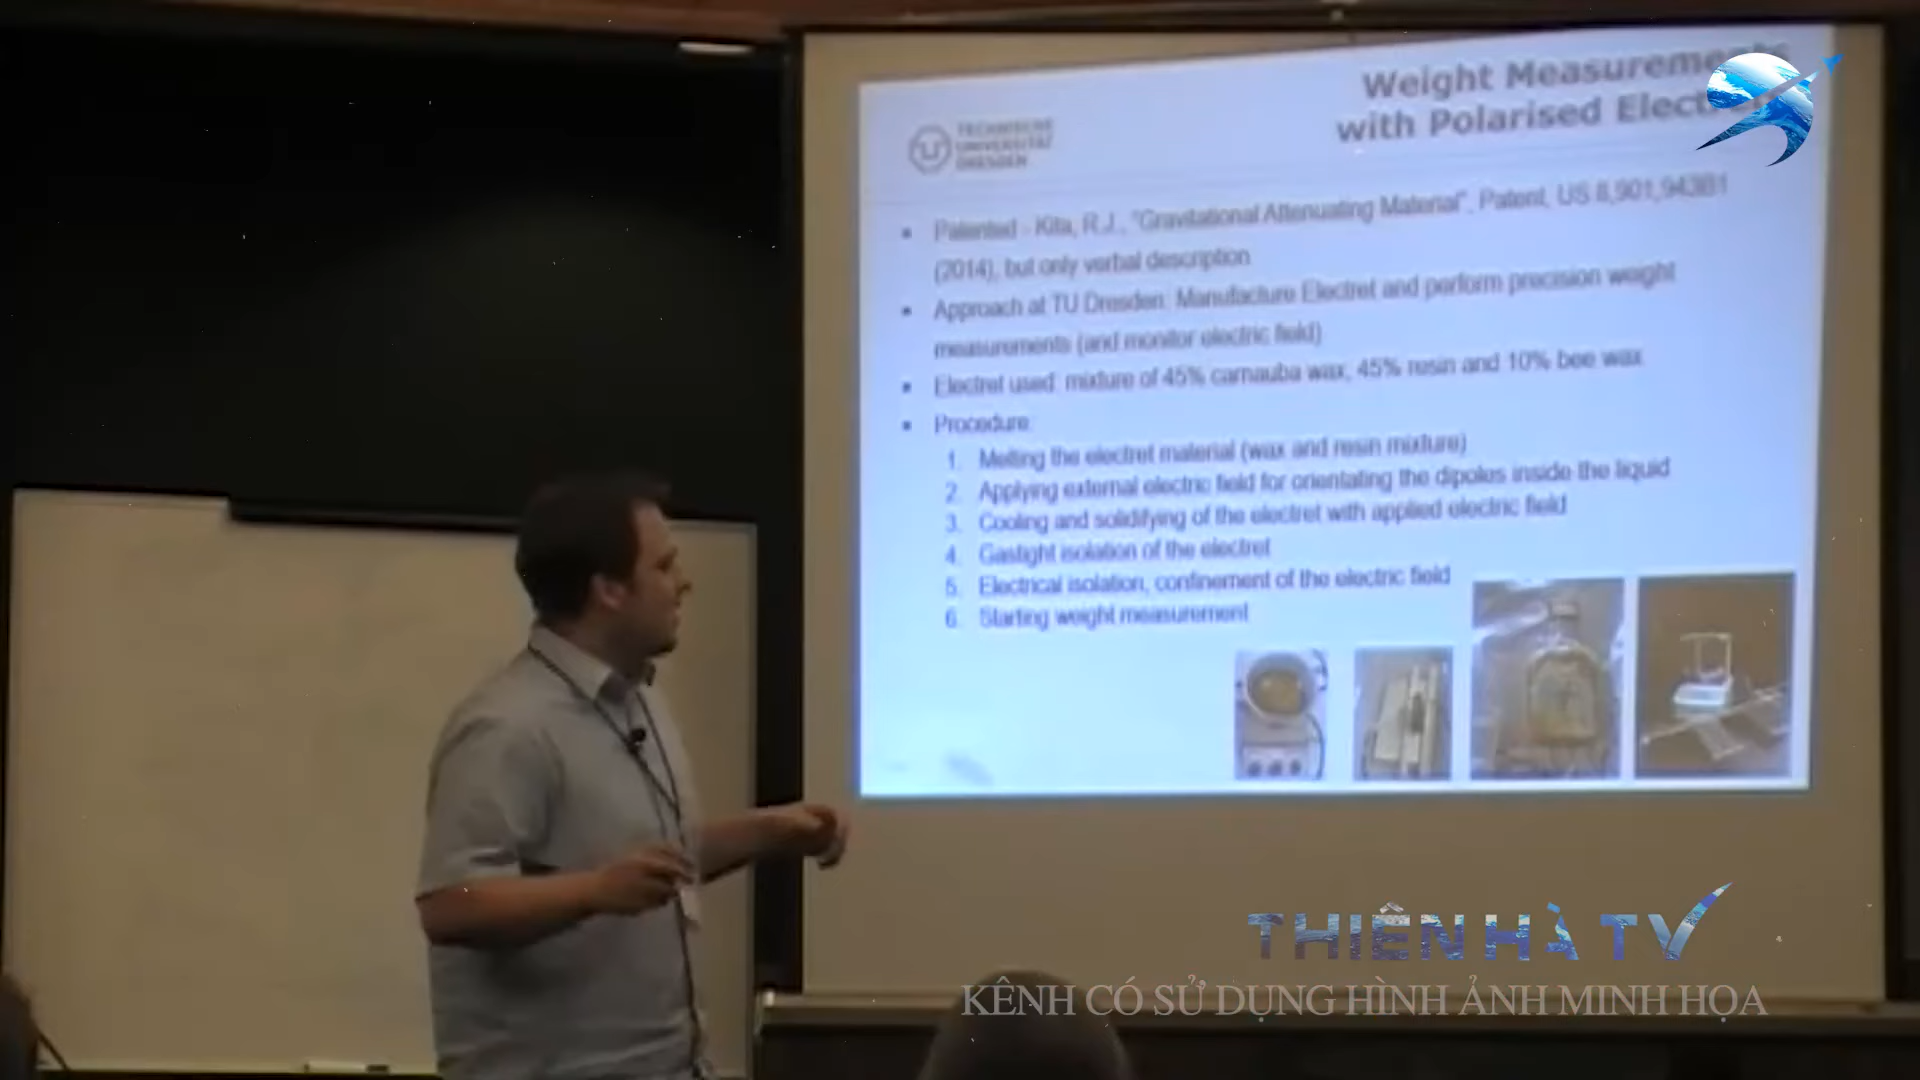 Weight Measurements
with Polarised
TECHNISCHE
UNIVERSITÄT
DRESDEN
• Patented - Kita, R.J., "Gravitational Attenuating Material", Patent, US 8,901,943B1
(2014), but only verbal description
• Approach at TU Dresden: Manufacture Electret and perform precision weight
measurements (and monitor electric field)
• Electret used: mixture of 45% carnauba wax, 45% resin and 10% bee wax
• Procedure:
1. Melting the electret material (wax and resin mixture)
2. Applying external electric field for orientating the dipoles inside the liquid
3. Cooling and solidifying of the electret with applied electric field
4. Gastight isolation of the electret
5. Electrical isolation, confinement of the electric field
6. Starting weight measurement
THIÊN HÀ TV
KÊNH CÓ SỬ DỤNG HÌNH ẢNH MINH HỌA